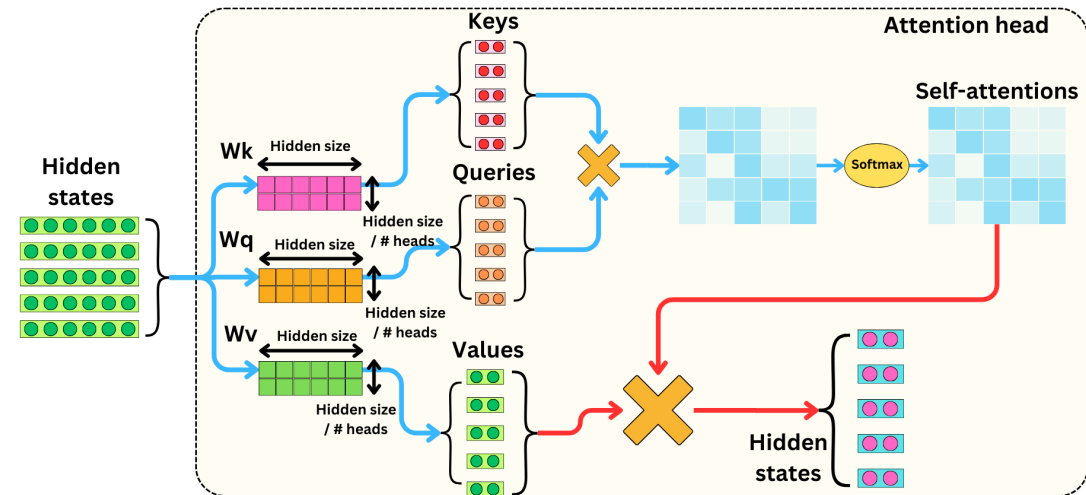 Keys
Attention head
Self-attentions
Hidden
states
Wk
Hidden size
Hidden size
/ # heads
Queries
Softmax
Wq
Hidden size
Hidden size
/ # heads
Wv
Hidden size
Hidden size
/ # heads
Values
Hidden
states